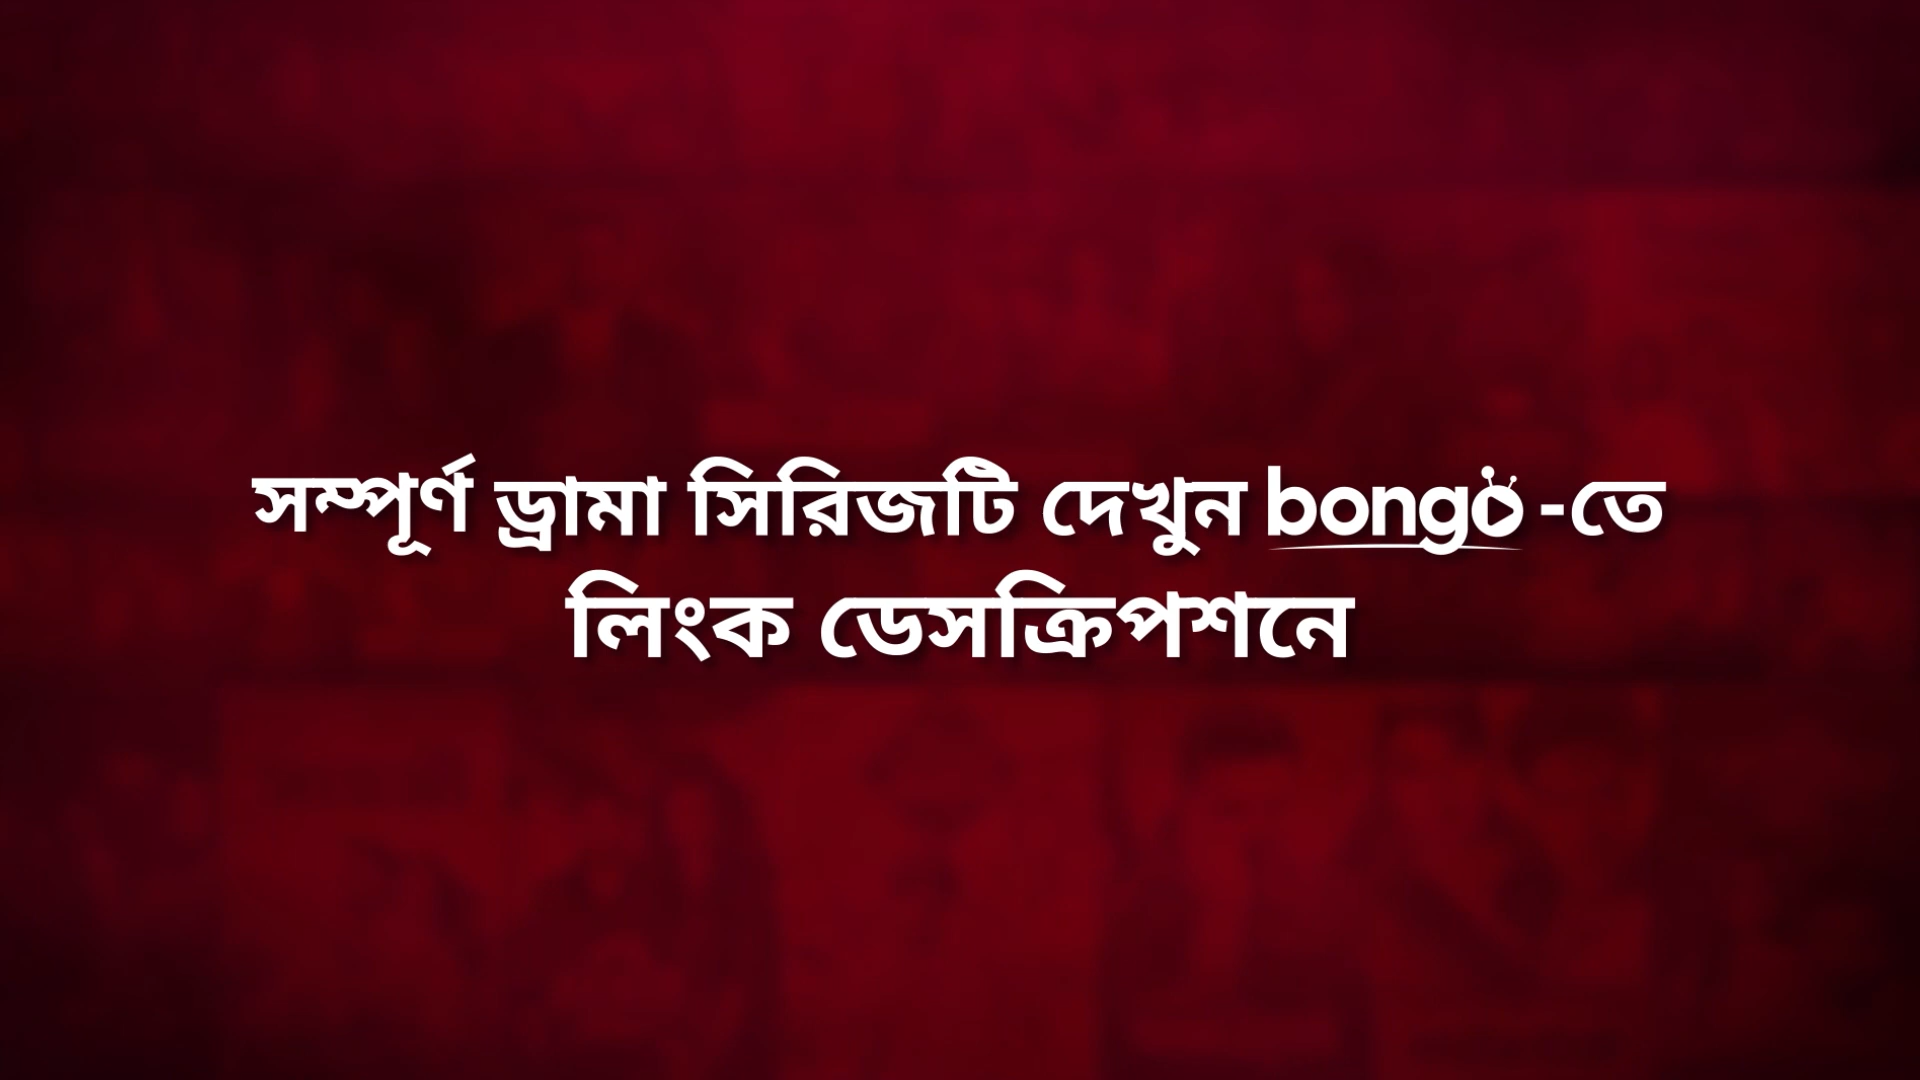 সম্পূর্ণ ড্রামা সিরিজটি দেখুন bongo -তে
লিংক ডেসক্রিপশনে